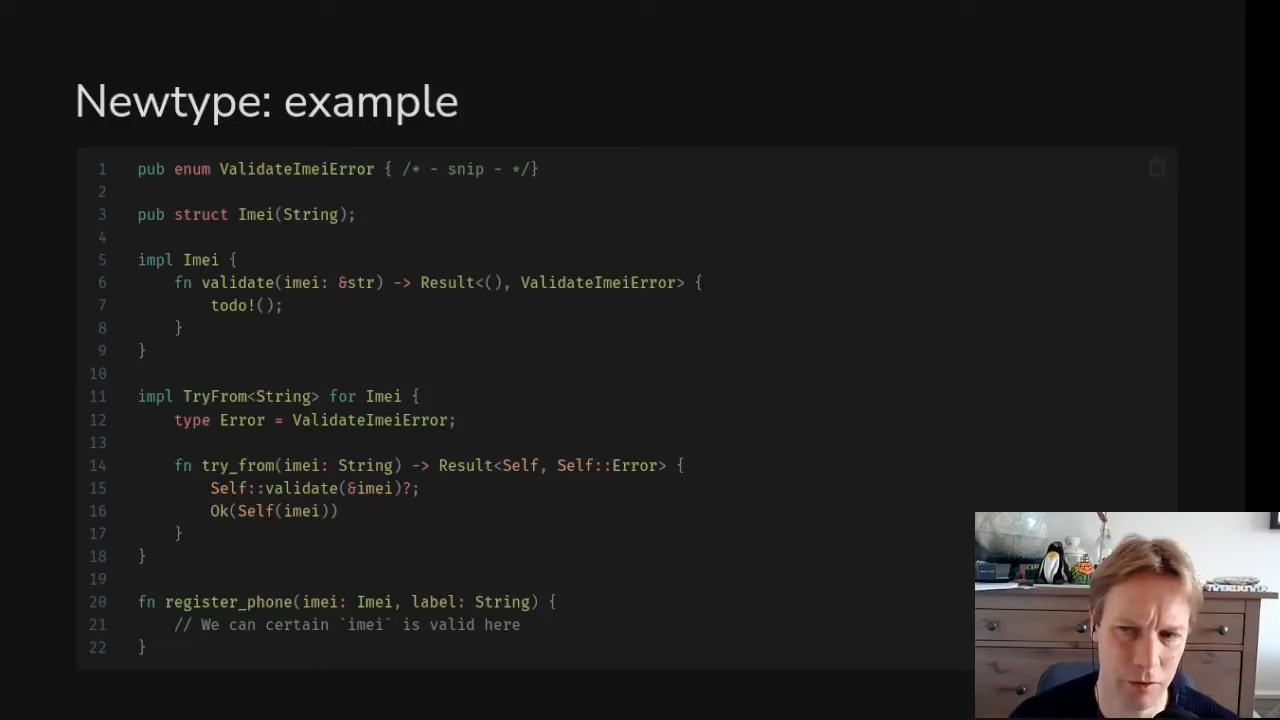 Newtype: example
1 pub enum ValidateImeiError { /* - snip - */}
2
3 pub struct Imei(String);
4
5 impl Imei {
6     fn validate(imei: &str) -> Result<(), ValidateImeiError> {
7         todo!();
8     }
9 }
10
11 impl TryFrom<String> for Imei {
12     type Error = ValidateImeiError;
13
14     fn try_from(imei: String) -> Result<Self, Self::Error> {
15         Self::validate(&imei)?;
16         Ok(Self(imei))
17     }
18 }
19
20 fn register_phone(imei: Imei, label: String) {
21     // We can certain `imei` is valid here
22 }